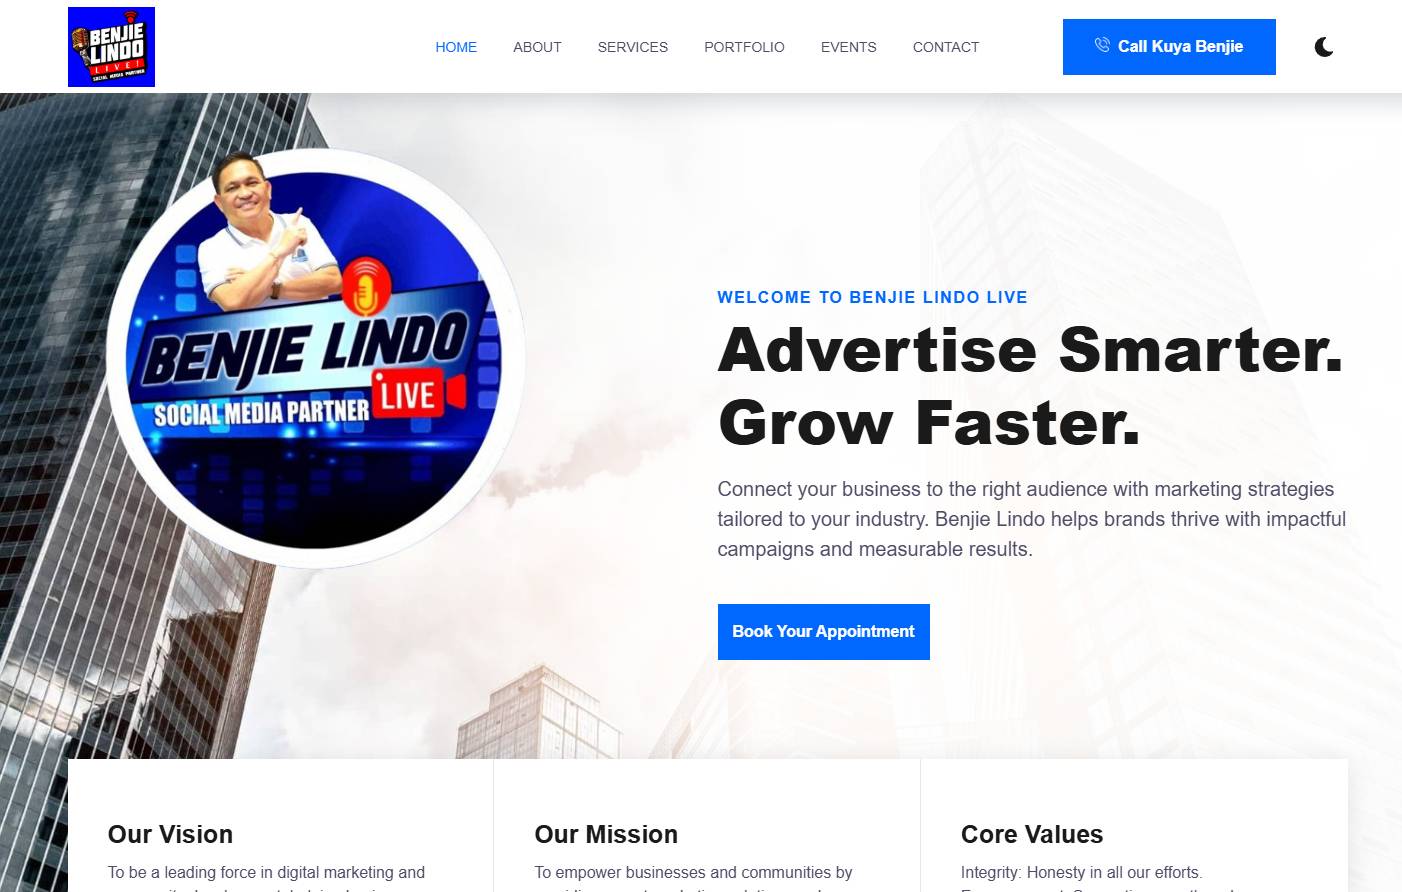 BENJIE
LINDO
LIVE!
SOCIAL MEDIA PARTNER
HOME
ABOUT
SERVICES
PORTFOLIO
EVENTS
CONTACT
Call Kuya Benjie
BENJIE LINDO
SOCIAL MEDIA PARTNER
LIVE
WELCOME TO BENJIE LINDO LIVE
Advertise Smarter.
Grow Faster.
Connect your business to the right audience with marketing strategies
tailored to your industry. Benjie Lindo helps brands thrive with impactful
campaigns and measurable results.
Book Your Appointment
Our Vision
To be a leading force in digital marketing and
Our Mission
To empower businesses and communities by
Core Values
Integrity: Honesty in all our efforts.